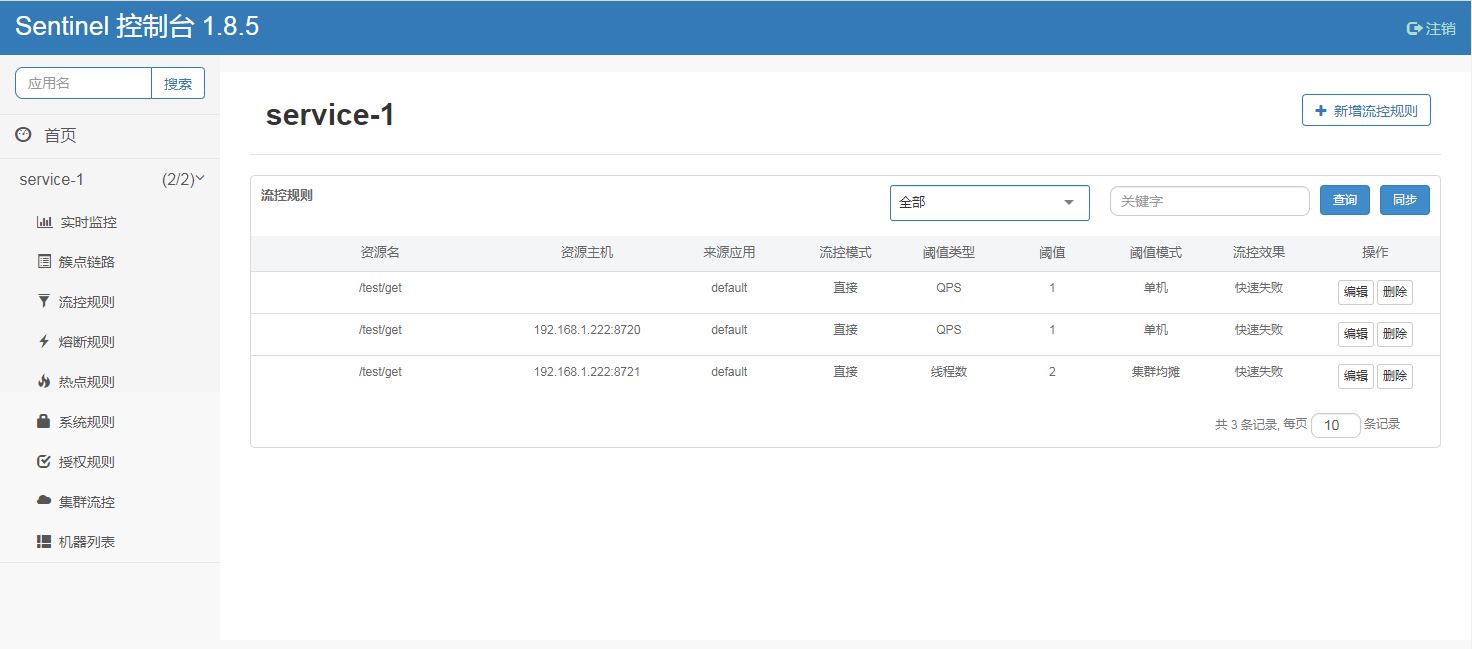 Sentinel 控制台 1.8.5
注销
应用名 搜索
首页
service-1 (2/2)
实时监控
簇点链路
流控规则
熔断规则
热点规则
系统规则
授权规则
集群流控
机器列表
service-1
新增流控规则
流控规则 全部 关键字 查询 同步
资源名 资源主机 来源应用 流控模式 阈值类型 阈值 阈值模式 流控效果 操作
/test/get default 直接 QPS 1 单机 快速失败 编辑 删除
/test/get 192.168.1.222:8720 default 直接 QPS 1 单机 快速失败 编辑 删除
/test/get 192.168.1.222:8721 default 直接 线程数 2 集群均摊 快速失败 编辑 删除
共 3 条记录, 每页 10 条记录